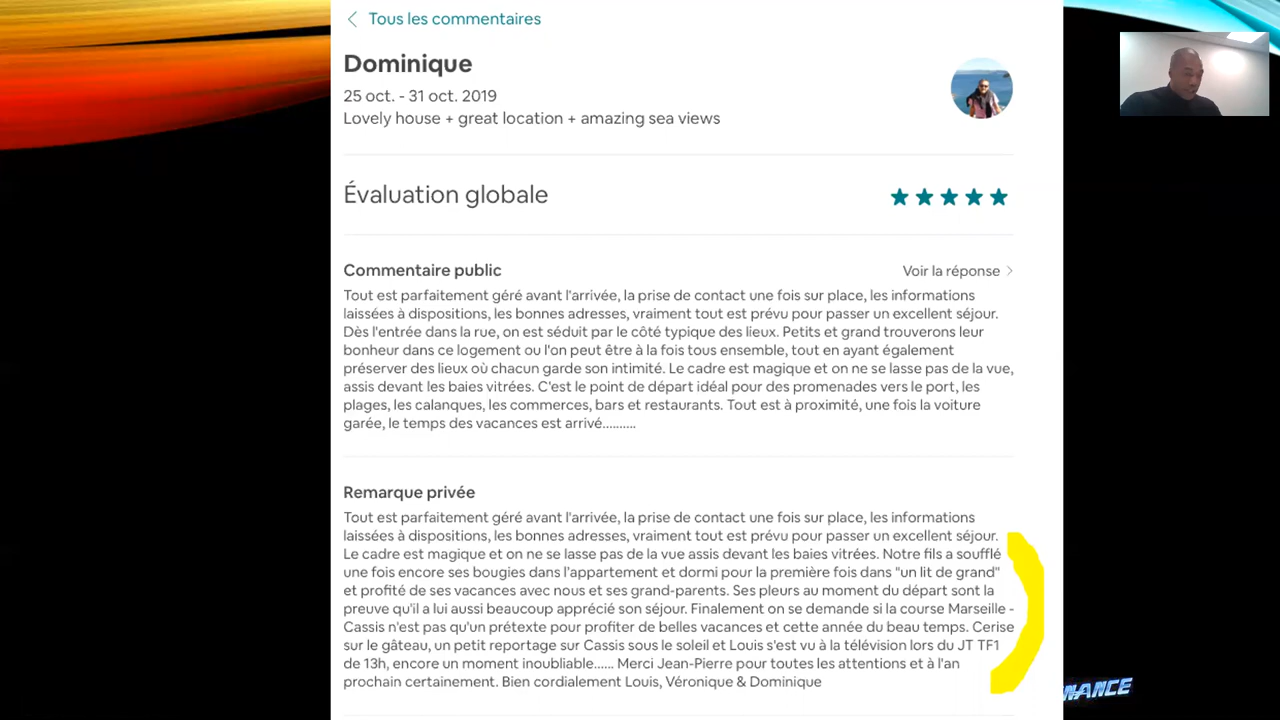 Tous les commentaires
Dominique
25 oct. - 31 oct. 2019
Lovely house + great location + amazing sea views
Évaluation globale
Commentaire public
Voir la réponse
Tout est parfaitement géré avant l'arrivée, la prise de contact une fois sur place, les informations
laissées à dispositions, les bonnes adresses, vraiment tout est prévu pour passer un excellent séjour.
Dès l'entrée dans la rue, on est séduit par le côté typique des lieux. Petits et grand trouverons leur
bonheur dans ce logement ou l'on peut être à la fois tous ensemble, tout en ayant également
préserver des lieux où chacun garde son intimité. Le cadre est magique et on ne se lasse pas de la vue,
assis devant les baies vitrées. C'est le point de départ idéal pour des promenades vers le port, les
plages, les calanques, les commerces, bars et restaurants. Tout est à proximité, une fois la voiture
garée, le temps des vacances est arrivé..........
Remarque privée
Tout est parfaitement géré avant l'arrivée, la prise de contact une fois sur place, les informations
laissées à dispositions, les bonnes adresses, vraiment tout est prévu pour passer un excellent séjour.
Le cadre est magique et on ne se lasse pas de la vue assis devant les baies vitrées. Notre fils a soufflé
une fois encore ses bougies dans l'appartement et dormi pour la première fois dans "un lit de grand"
et profité de ses vacances avec nous et ses grand-parents. Ses pleurs au moment du départ sont la
preuve qu'il a lui aussi beaucoup apprécié son séjour. Finalement on se demande si la course Marseille -
Cassis n'est pas qu'un prétexte pour profiter de belles vacances et cette année du beau temps. Cerise
sur le gâteau, un petit reportage sur Cassis sous le soleil et Louis s'est vu à la télévision lors du JT TF1
de 13h, encore un moment inoubliable...... Merci Jean-Pierre pour toutes les attentions et à l'an
prochain certainement. Bien cordialement Louis, Véronique & Dominique